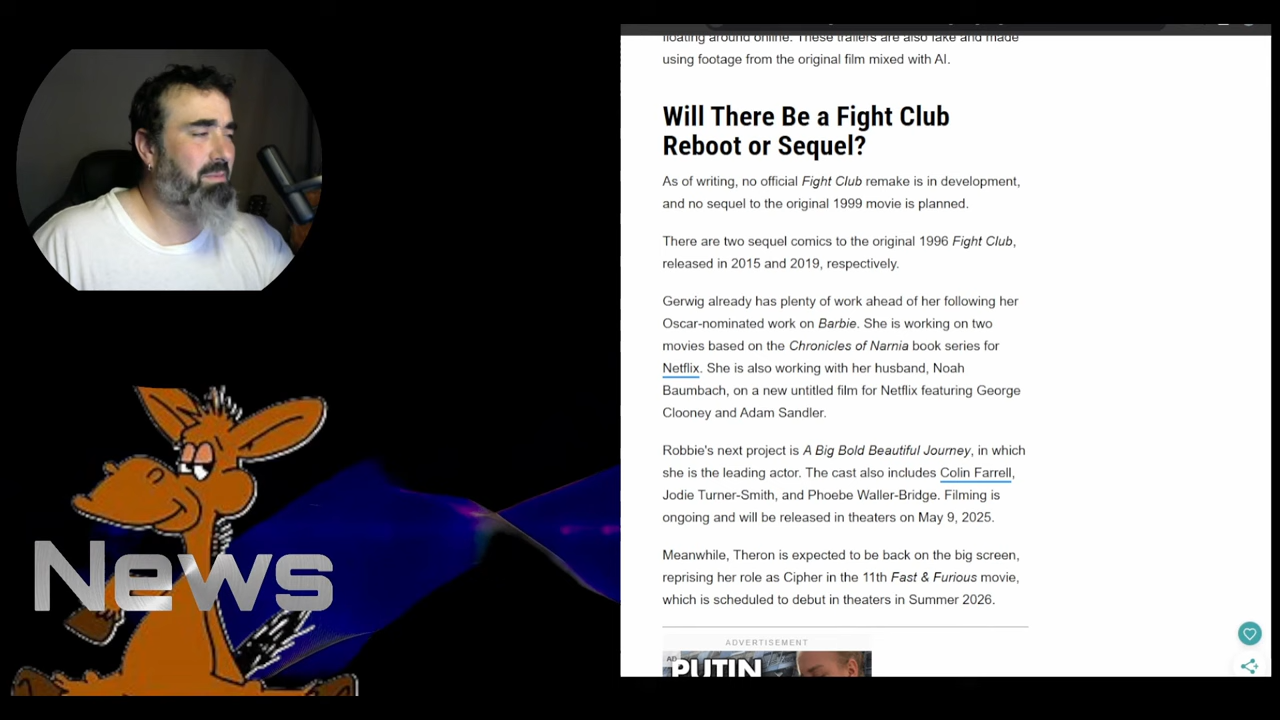 floating around online. These trailers are also fake and made
using footage from the original film mixed with AI.
Will There Be a Fight Club
Reboot or Sequel?
As of writing, no official Fight Club remake is in development,
and no sequel to the original 1999 movie is planned.
There are two sequel comics to the original 1996 Fight Club,
released in 2015 and 2019, respectively.
Gerwig already has plenty of work ahead of her following her
Oscar-nominated work on Barbie. She is working on two
movies based on the Chronicles of Narnia book series for
Netflix. She is also working with her husband, Noah
Baumbach, on a new untitled film for Netflix featuring George
Clooney and Adam Sandler.
Robbie's next project is A Big Bold Beautiful Journey, in which
she is the leading actor. The cast also includes Colin Farrell,
Jodie Turner-Smith, and Phoebe Waller-Bridge. Filming is
ongoing and will be released in theaters on May 9, 2025.
Meanwhile, Theron is expected to be back on the big screen,
reprising her role as Cipher in the 11th Fast & Furious movie,
which is scheduled to debut in theaters in Summer 2026.
ADVERTISEMENT
AD
PUTIN
News